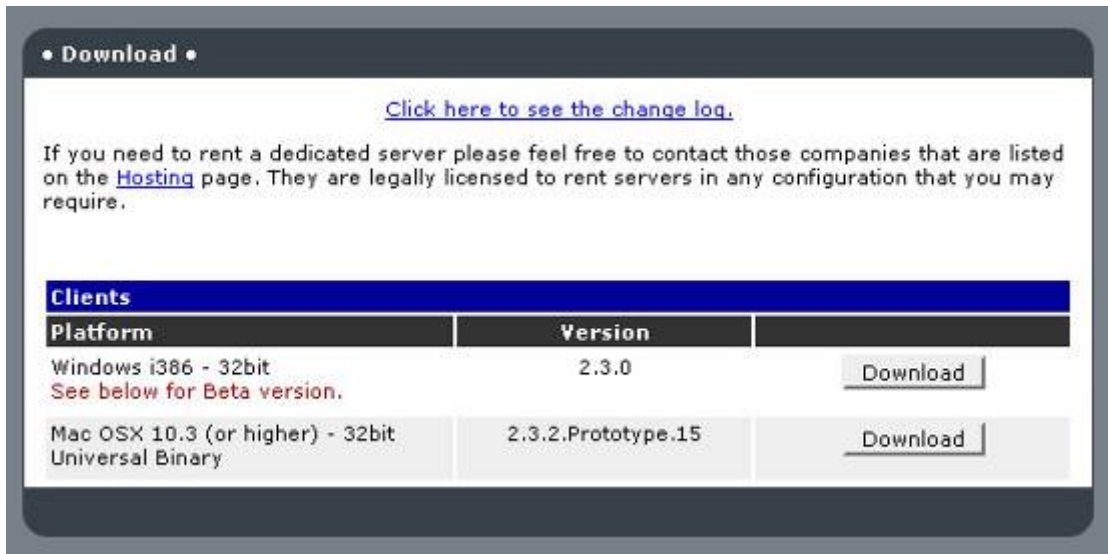 • Download •
Click here to see the change log.
If you need to rent a dedicated server please feel free to contact those companies that are listed
on the Hosting page. They are legally licensed to rent servers in any configuration that you may
require.
Clients
Platform Version
Windows i386 - 32bit 2.3.0 Download
See below for Beta version.
Mac OSX 10.3 (or higher) - 32bit 2.3.2.Prototype.15 Download
Universal Binary